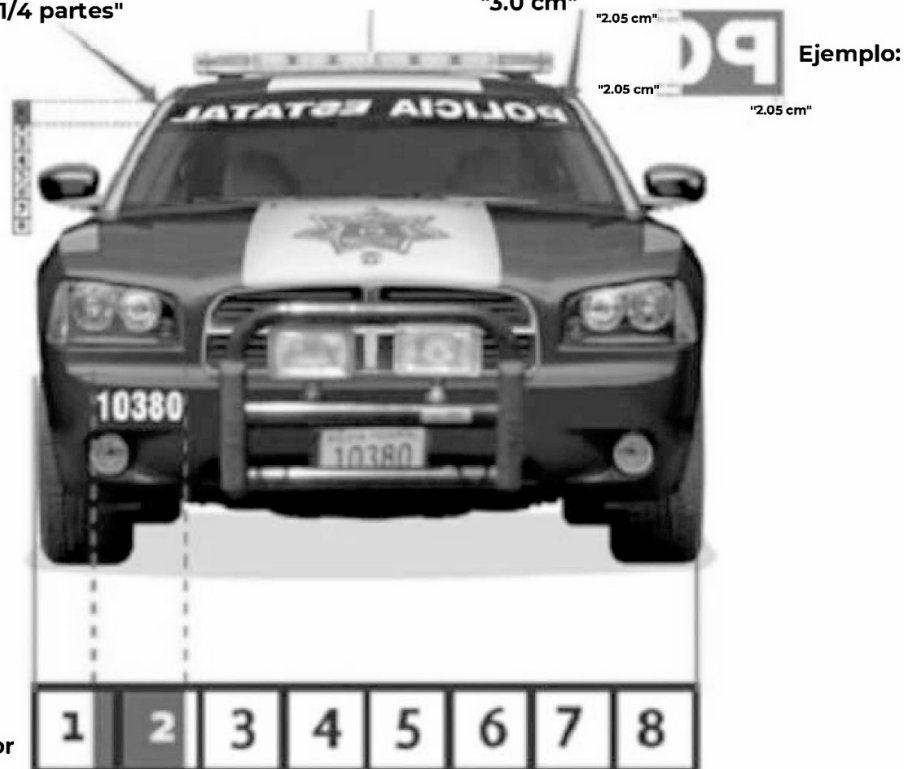 1/4 partes"
"3.0 cm"
"2.05 cm"
PO
Ejemplo:
"2.05 cm"
"2.05 cm"
POLICÍA ESTATAL
10380
10380
1 2 3 4 5 6 7 8
or